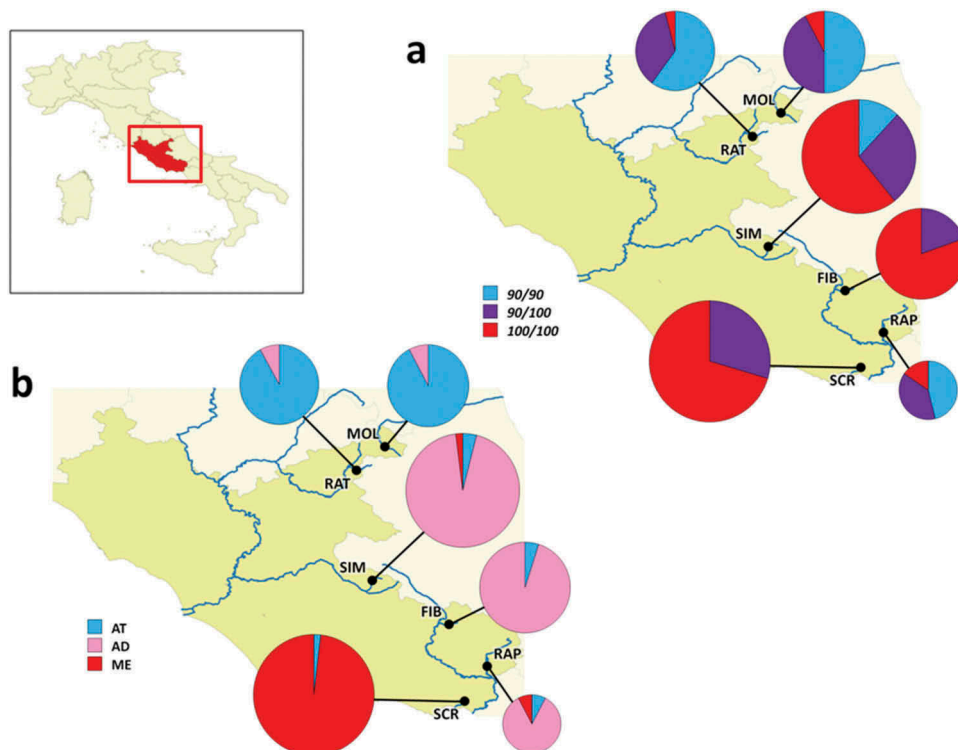 a
MOL
RAT
SIM
FIB
RAP
SCR
90/90
90/100
100/100
b
MOL
RAT
SIM
FIB
RAP
SCR
AT
AD
ME